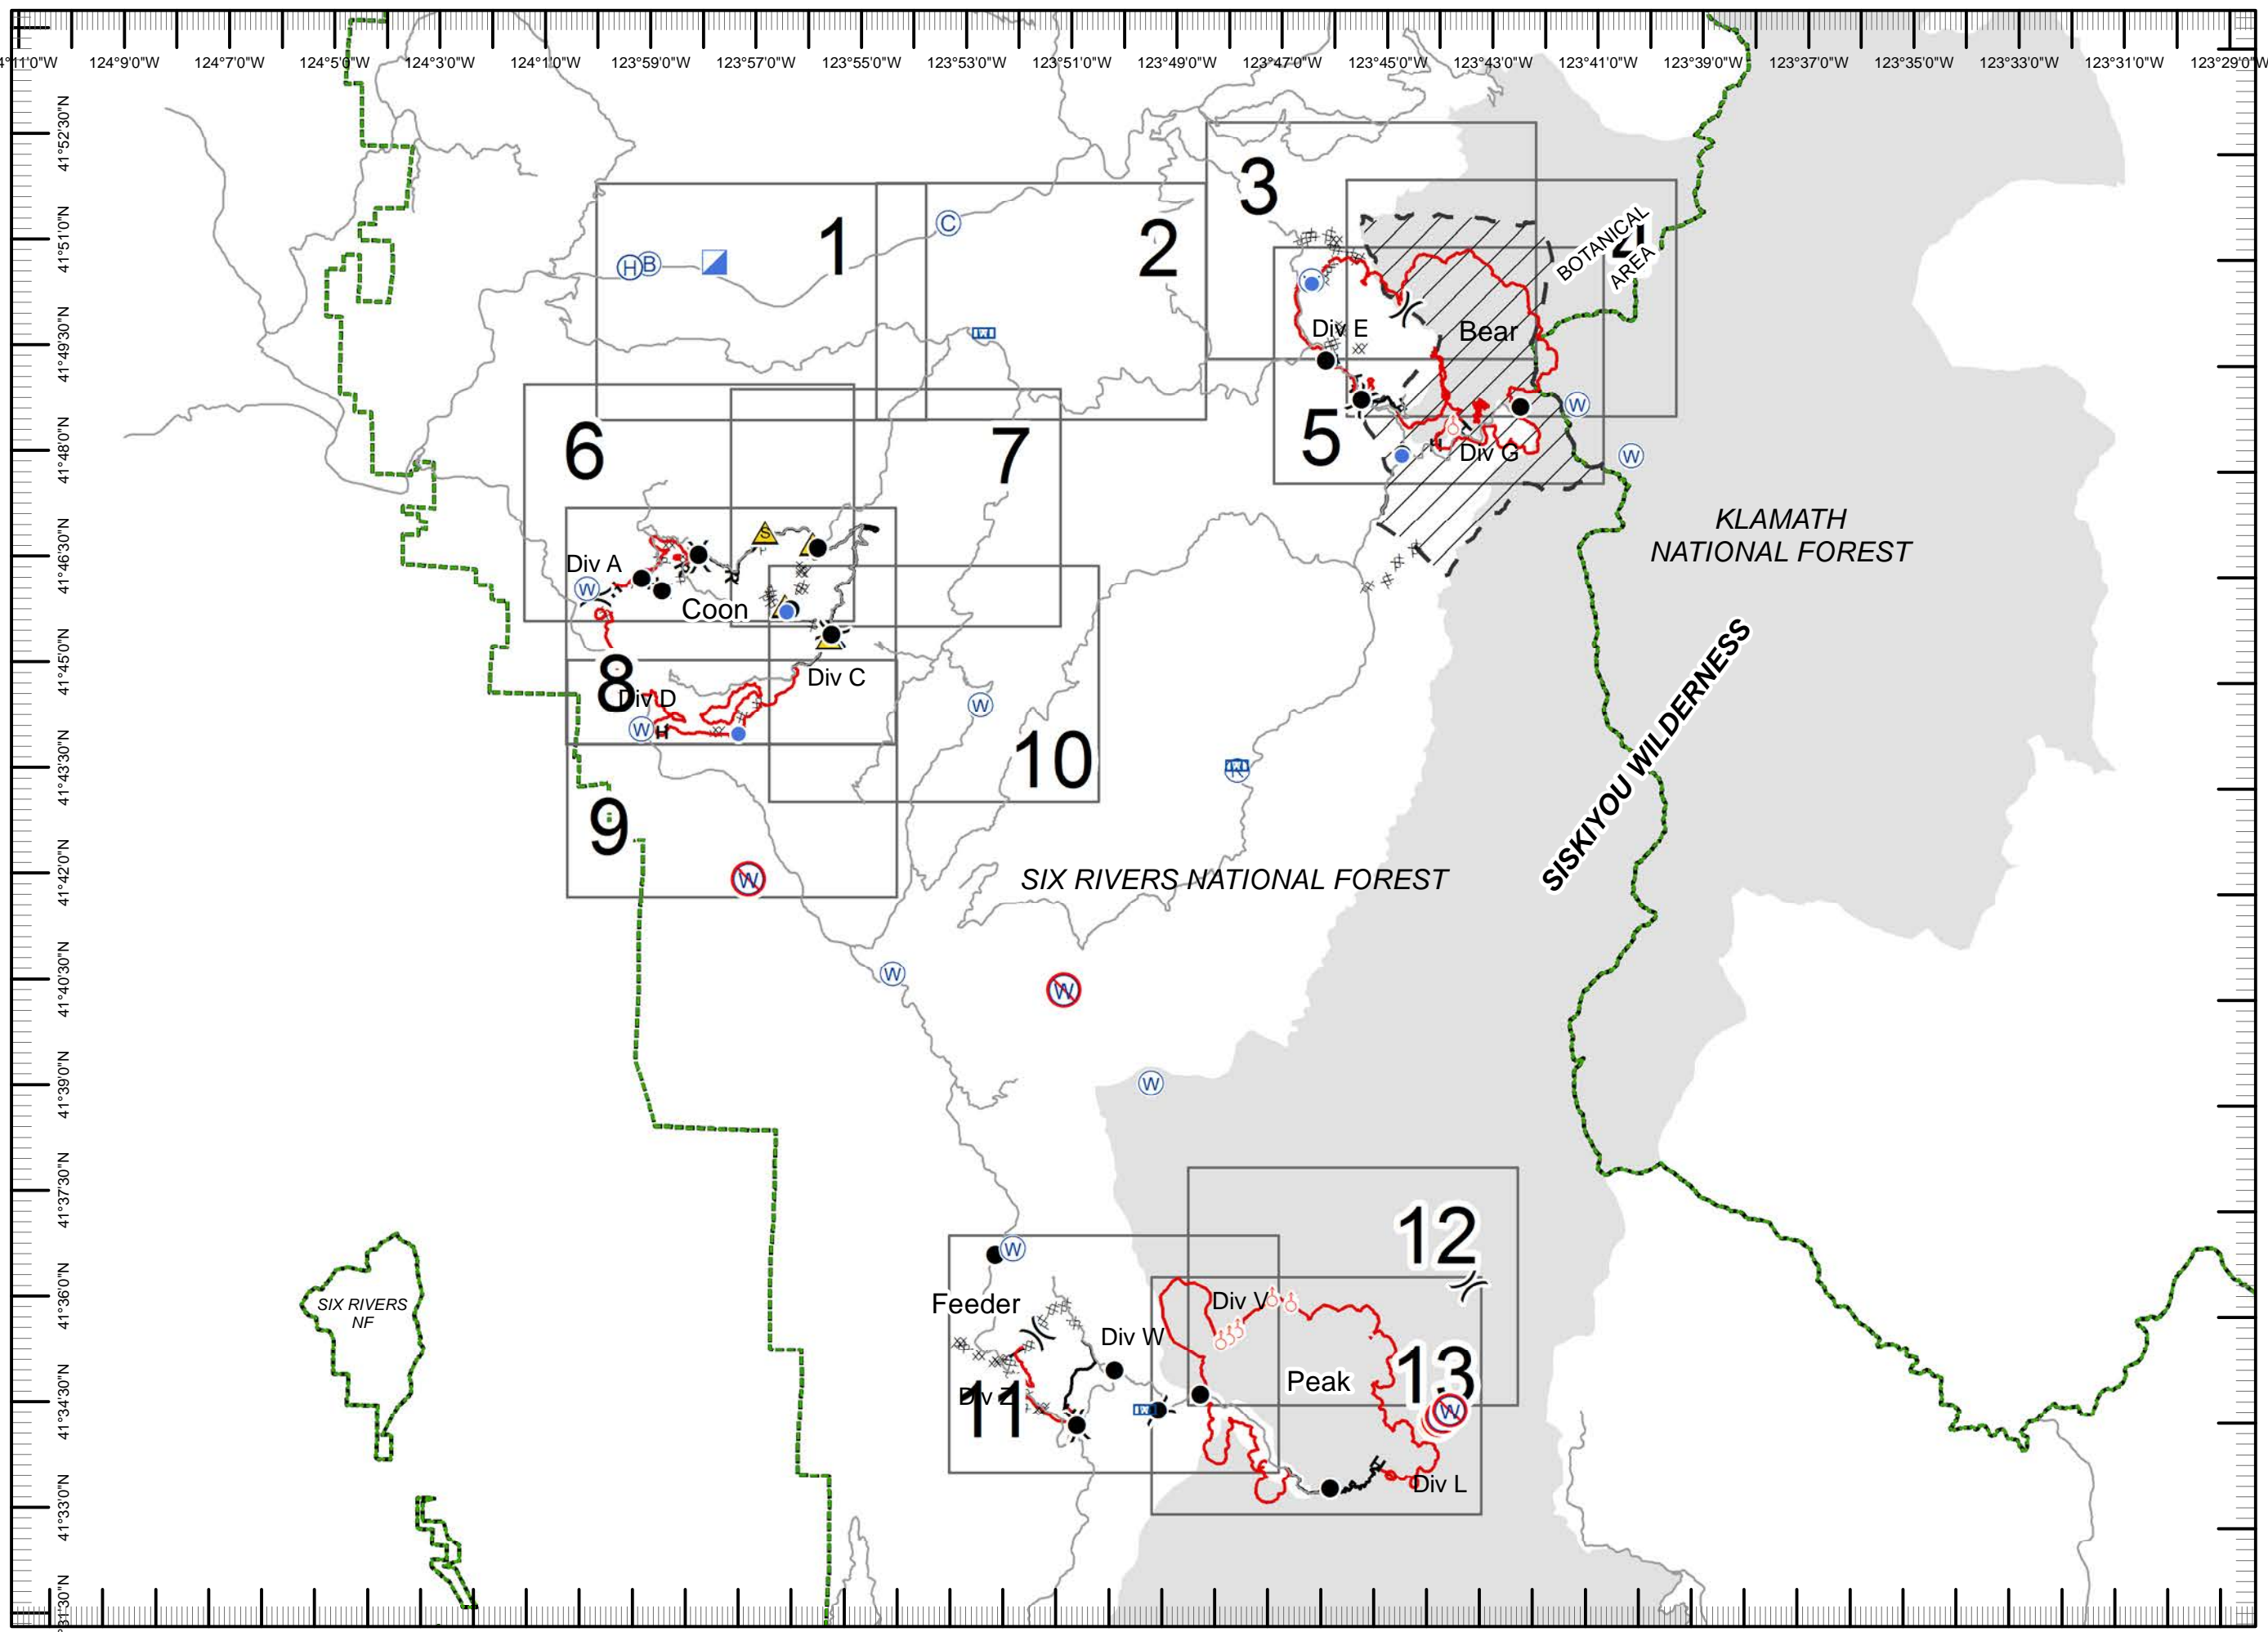 124°9'0"W 124°7'0"W 124°5'0"W 124°3'0"W 124°1'0"W 123°59'0"W 123°57'0"W 123°55'0"W 123°53'0"W 123°51'0"W 123°49'0"W 123°47'0"W 123°45'0"W 123°43'0"W 123°41'0"W 123°39'0"W 123°37'0"W 123°35'0"W 123°33'0"W 123°31'0"W 123°29'0"W
41°52'30"N
41°51'0"N
41°49'30"N
41°48'0"N
41°46'30"N
41°45'0"N
41°43'30"N
41°42'0"N
41°40'30"N
41°39'0"N
41°37'30"N
41°36'0"N
41°34'30"N
41°33'0"N
3
1
2
4
BOTANICAL
AREA
C
H
B
Div E
Bear
W
5
Div G
W
6
7
KLAMATH
NATIONAL FOREST
S
Div A
W
R
Coon
Div C
8
Div D
W
H
W
SISKIYOU WILDERNESS
10
R
9
W
SIX RIVERS NATIONAL FOREST
W
W
W
12
W
Feeder
SIX RIVERS
NF
Div V
Div W
Peak
13
Div Z
11
W
H
Div L